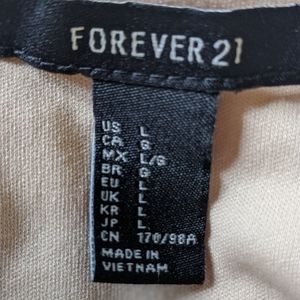 FOREVER 21
US L
CA G
MX L/G
BR G
EU L
UK L
KR L
JP L
CN 170/98A
MADE IN
VIETNAM